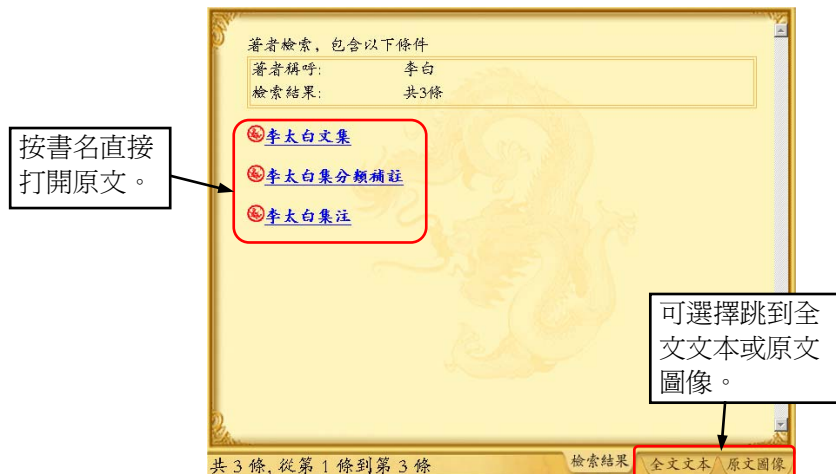 著者檢索, 包含以下條件
著者稱呼: 李白
檢索結果: 共3條
李太白文集
李太白集分類補註
李太白集注
按書名直接
打開原文。
可選擇跳到全
文文本或原文
圖像。
共 3 條, 從第 1 條到第 3 條
檢索結果 全文文本 原文圖像